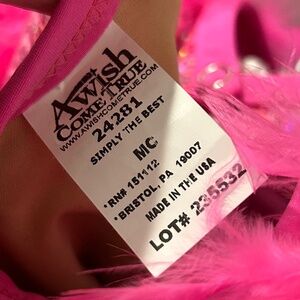 A Wish
COME TRUE
WWW.AWISHCOMETRUE.COM
24281
SIMPLY THE BEST
MC
*RN# 151112
*BRISTOL, PA 19007
MADE IN THE USA
LOT# 235532